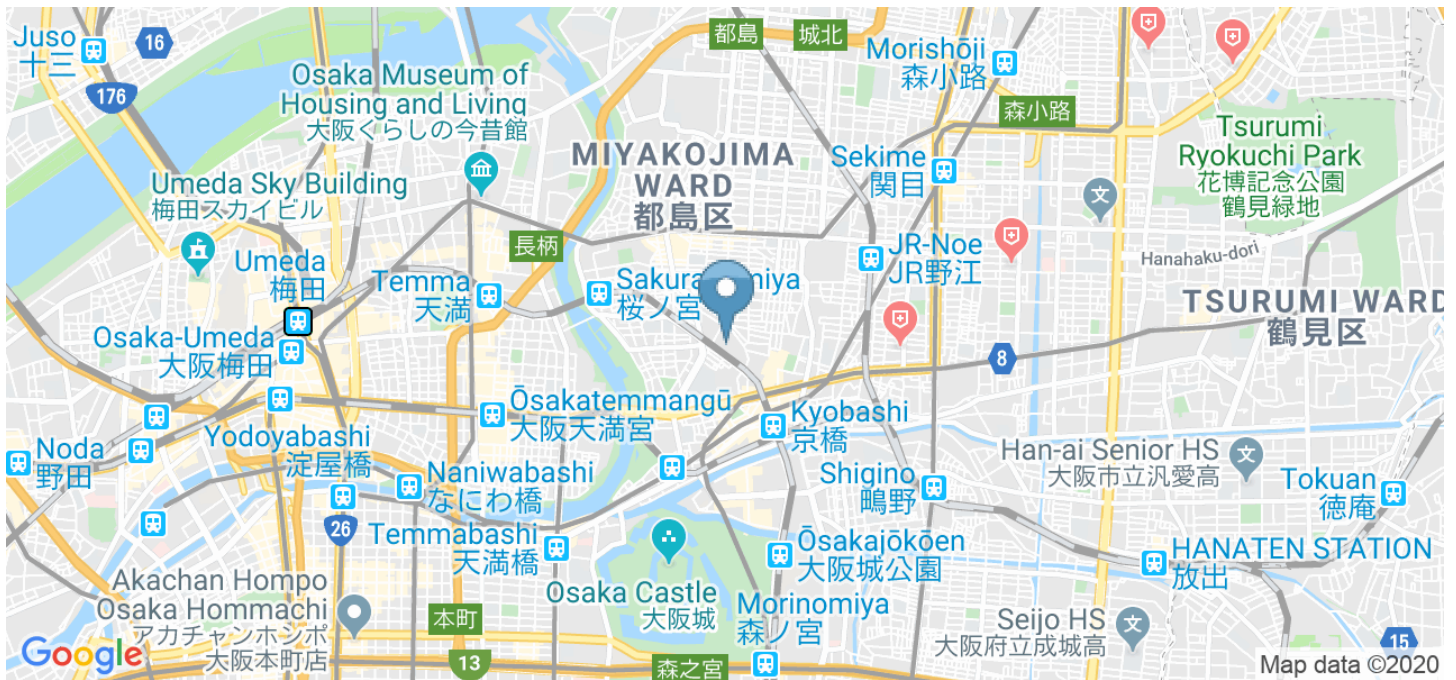 Juso
十三
16
176
Osaka Museum of
Housing and Living
大阪くらしの今昔館
都島
城北
Morishōji
森小路
森小路
MIYAKOJIMA
WARD
都島区
Sekime
関目
文
Tsurumi
Ryokuchi Park
花博記念公園
鶴見緑地
Umeda Sky Building
梅田スカイビル
長柄
Umeda
梅田
Temma
天満
Sakuranomiya
桜ノ宮
JR-Noe
JR野江
Hanahaku-dori
TSURUMI WARD
鶴見区
Osaka-Umeda
大阪梅田
8
Ōsakatemmangū
大阪天満宮
Kyobashi
京橋
Noda
野田
Yodoyabashi
淀屋橋
Naniwabashi
なにわ橋
Shigino
鴫野
Han-ai Senior HS
大阪市立汎愛高
文
Tokuan
徳庵
26
Temmabashi
天満橋
Ōsakajōkōen
大阪城公園
HANATEN STATION
放出
Akachan Hompo
Osaka Hommachi
アカチャンホンポ
大阪本町店
Osaka Castle
大阪城
本町
Morinomiya
森ノ宮
Seijo HS
大阪府立成城高
文
15
13
森之宮
Google
Map data ©2020